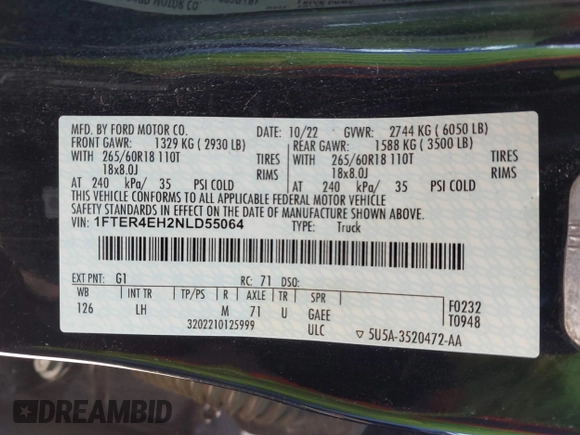 MFD. BY FORD MOTOR CO.
DATE: 10/22 GVWR: 2744 KG ( 6050 LB)
FRONT GAWR: 1329 KG ( 2930 LB)
REAR GAWR: 1588 KG ( 3500 LB)
WITH 265/60R18 110T TIRES
WITH 265/60R18 110T TIRES
18x8.0J RIMS
18x8.0J RIMS
AT 240 kPa/ 35 PSI COLD
AT 240 kPa/ 35 PSI COLD
THIS VEHICLE CONFORMS TO ALL APPLICABLE FEDERAL MOTOR VEHICLE
SAFETY STANDARDS IN EFFECT ON THE DATE OF MANUFACTURE SHOWN ABOVE.
VIN: 1FTER4EH2NLD55064 TYPE: Truck
EXT PNT: G1 RC: 71 DSO:
WB INT TR TP/PS R AXLE TR SPR
126 LH M 71 U GAEE
F0232
T0948
3202210125999 ULC
▽ 5U5A-3520472-AA
DREAMBID